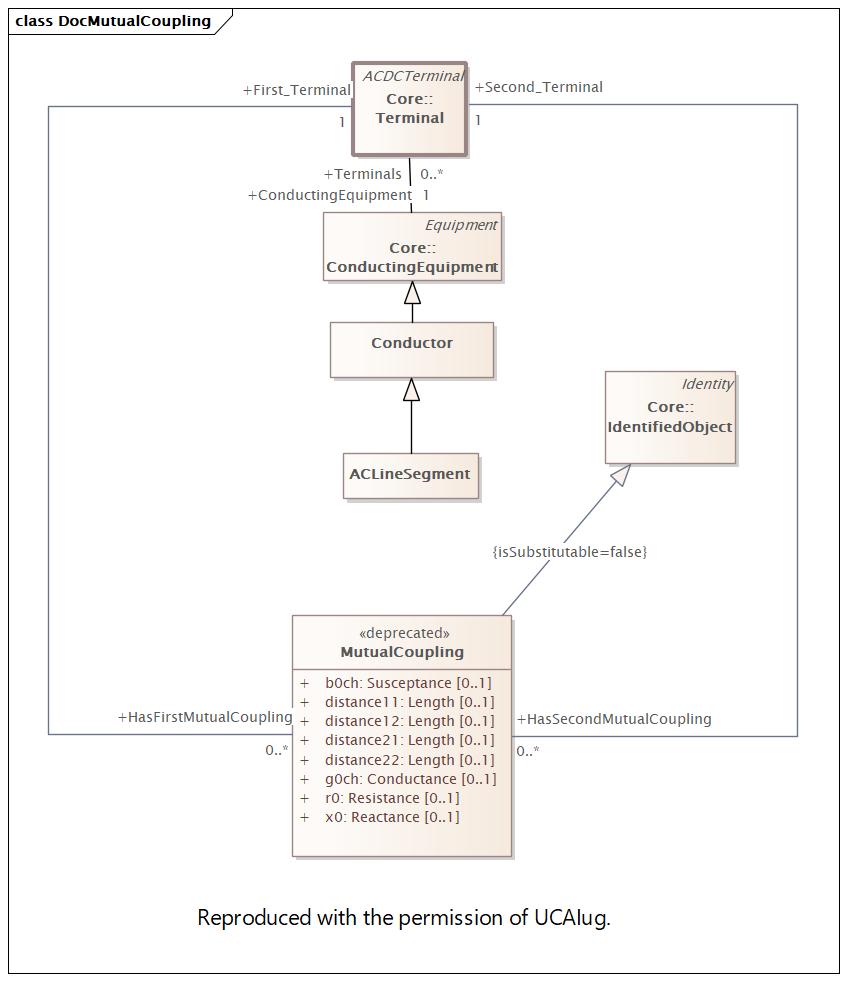 class DocMutualCoupling
+First_Terminal
ACDCTerminal
+Second_Terminal
Core::
Terminal
1
1
+Terminals 0..*
+ConductingEquipment 1
Equipment
Core::
ConductingEquipment
Conductor
Identity
Core::
IdentifiedObject
ACLineSegment
{isSubstitutable=false}
«deprecated»
MutualCoupling
+ b0ch: Susceptance [0..1]
+ distance11: Length [0..1]
+ distance12: Length [0..1]
+ distance21: Length [0..1]
+ distance22: Length [0..1]
+ g0ch: Conductance [0..1]
+ r0: Resistance [0..1]
+ x0: Reactance [0..1]
+HasFirstMutualCoupling
0..*
+HasSecondMutualCoupling
0..*
Reproduced with the permission of UCAIug.